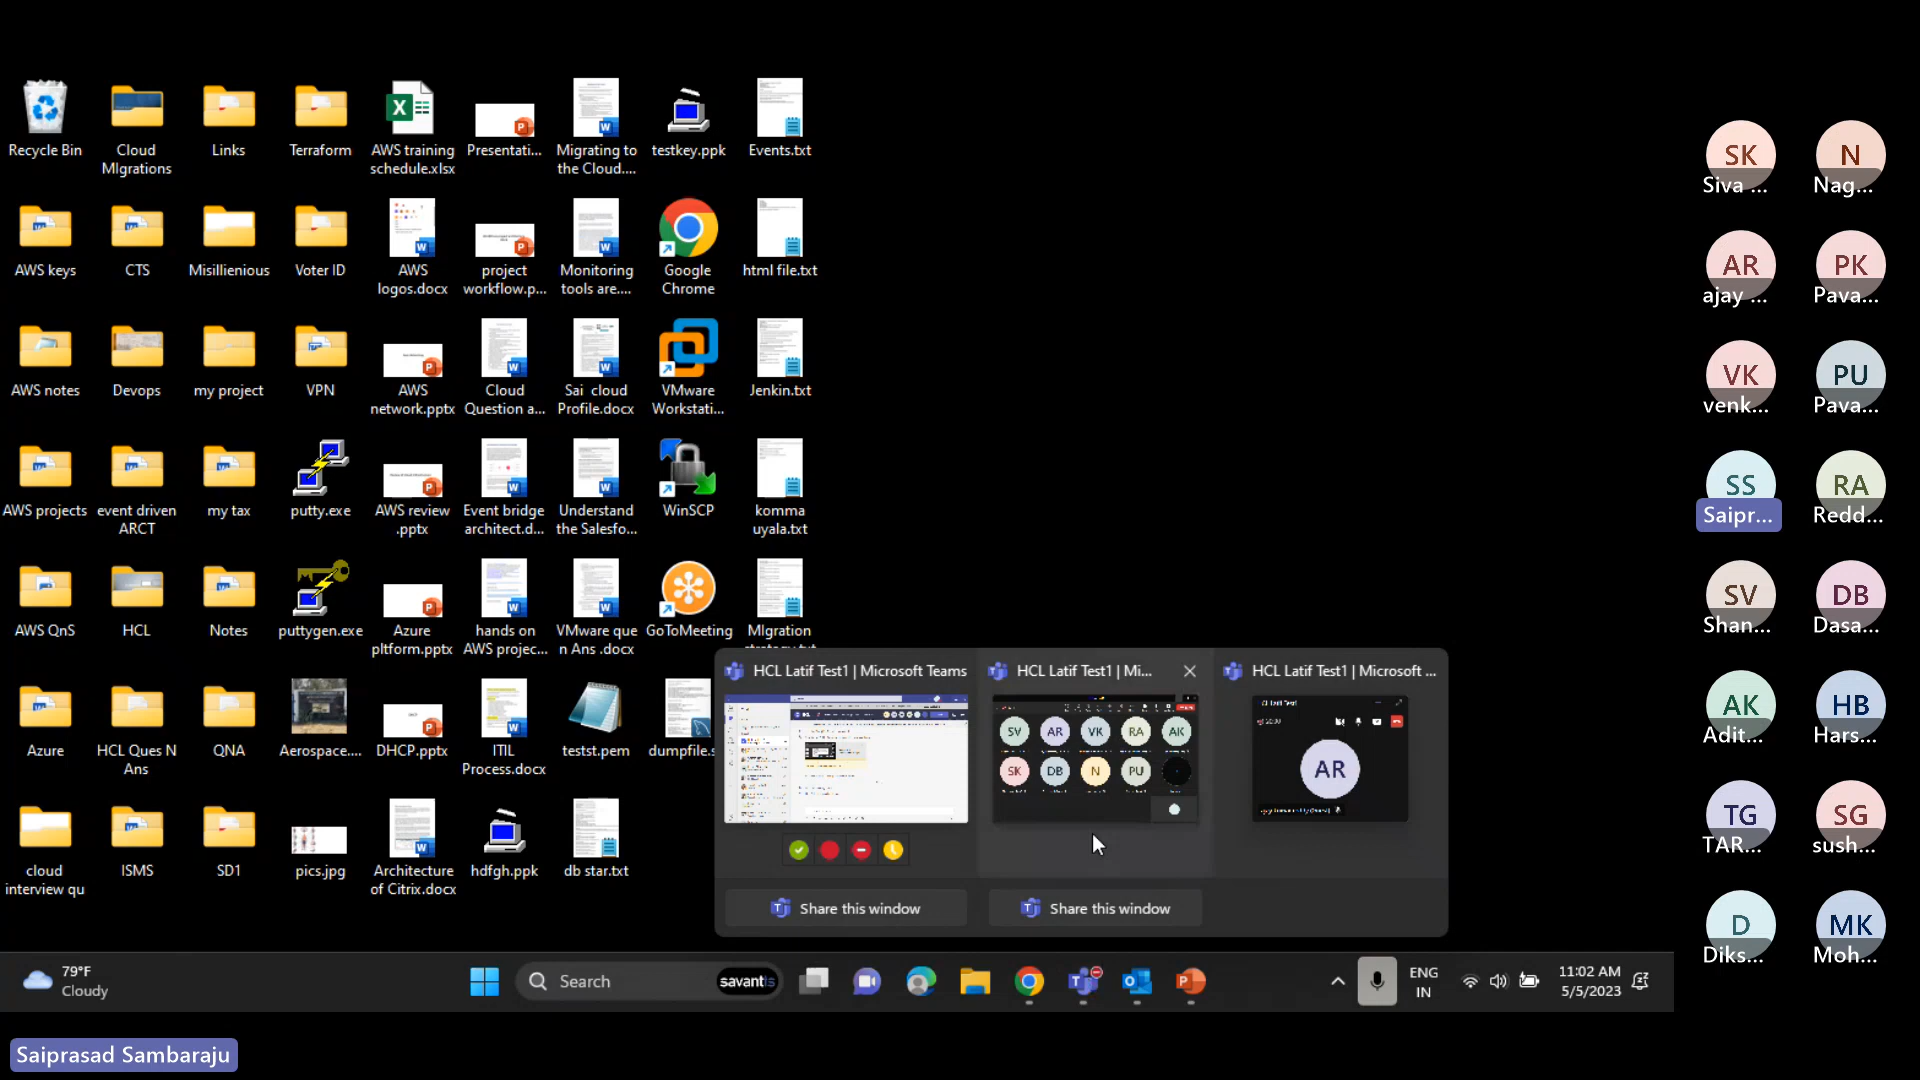 Recycle Bin
Cloud
MIgrations
Links
Terraform
AWS training
schedule.xlsx
Presentati...
Migrating to
the Cloud....
testkey.ppk
Events.txt
AWS keys
CTS
Misillienious
Voter ID
AWS
logos.docx
project
workflow.p...
Monitoring
tools are....
Google
Chrome
html file.txt
AWS notes
Devops
my project
VPN
AWS
network.pptx
Cloud
Question a...
Sai cloud
Profile.docx
VMware
Workstati...
Jenkin.txt
AWS projects
event driven
ARCT
my tax
putty.exe
AWS review
.pptx
Event bridge
architect.d...
Understand
the Salesfo...
WinSCP
komma
uyala.txt
AWS QnS
HCL
Notes
puttygen.exe
Azure
pltform.pptx
hands on
AWS projec...
VMware que
n Ans .docx
GoToMeeting
MIgration
Azure
HCL Ques N
Ans
QNA
Aerospace....
DHCP.pptx
ITIL
Process.docx
testst.pem
dumpfile.s
cloud
interview qu
ISMS
SD1
pics.jpg
Architecture
of Citrix.docx
hdfgh.ppk
db star.txt
HCL Latif Test1 | Microsoft Teams
HCL Latif Test1 | Mi...
HCL Latif Test1 | Microsoft ...
SV AR VK RA AK
SK DB N PU
AR
Share this window
Share this window
79°F
Cloudy
Search
savantis
ENG
IN
11:02 AM
5/5/2023
SK
Siva ...
N
Nag...
AR
ajay ...
PK
Pava...
VK
venk...
PU
Pava...
SS
Saipr...
RA
Redd...
SV
Shan...
DB
Dasa...
AK
Adit...
HB
Hars...
TG
TAR...
SG
sush...
D
Diks...
MK
Moh...
Saiprasad Sambaraju